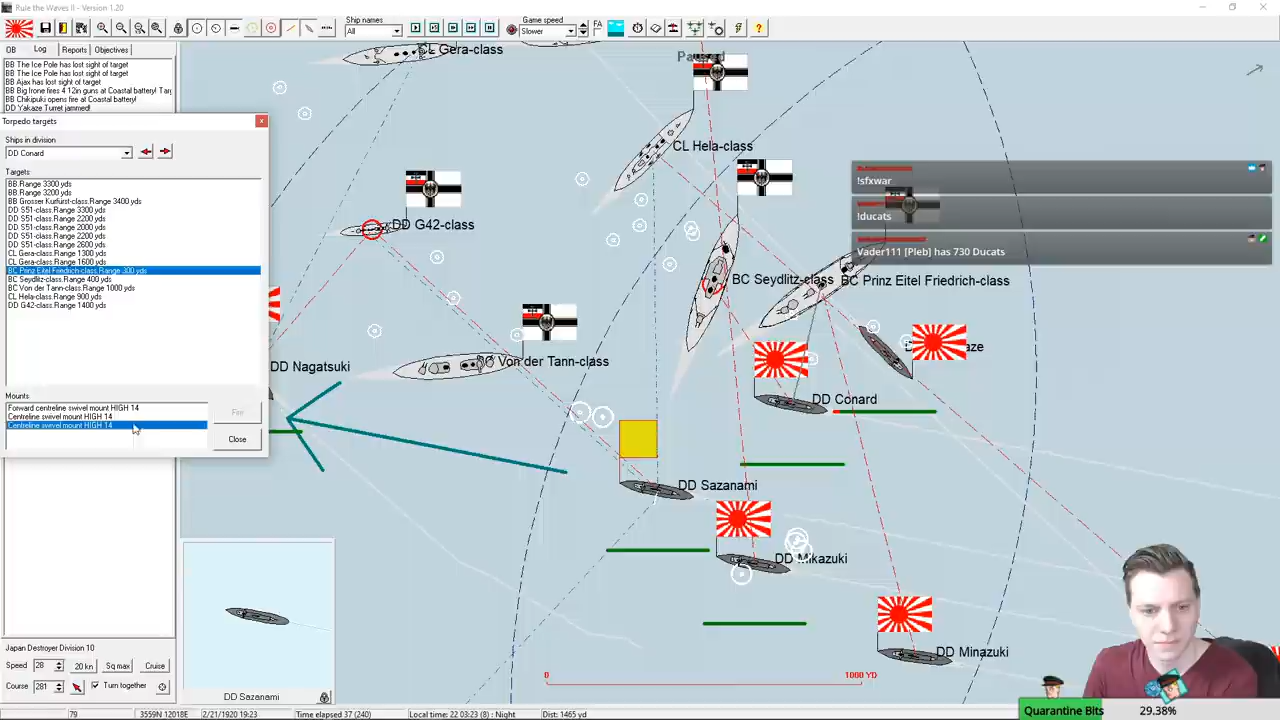 Rule the Waves II - Version 1.20
Ship names
All
Game speed
Slower
FA
OB Log Reports Objectives
BB The Ice Pole has lost sight of target
BB The Ice Pole has lost sight of target
BB Ajax has lost sight of target
BB Big Irone fires 4 12in guns at Coastal battery! Targ
BB Chikipuki opens fire at Coastal battery!
DD Yakaze Turret jammed!
Torpedo targets
Ships in division
DD Conard
Targets
BB.Range 3300 yds
BB.Range 3200 yds
BB Grosser Kurfurst-class.Range 3400 yds
DD S51-class.Range 3300 yds
DD S51-class.Range 2200 yds
DD S51-class.Range 2000 yds
DD S51-class.Range 2200 yds
DD S51-class.Range 2600 yds
CL Gera-class.Range 1300 yds
CL Gera-class.Range 1600 yds
BC Prinz Eitel Friedrich-class.Range 300 yds
BC Seydlitz-class.Range 400 yds
BC Von der Tann-class.Range 1000 yds
CL Hela-class.Range 900 yds
DD G42-class.Range 1400 yds
Mounts
Forward centreline swivel mount HIGH 14
Centreline swivel mount HIGH 14
Centreline swivel mount HIGH 14
Fire
Close
CL Gera-class
Paused
CL Hela-class
DD G42-class
BC Seydlitz-class
BC Prinz Eitel Friedrich-class
BC Von der Tann-class
DD Nagatsuki
DD Conard
DD Sazanami
DD Mikazuki
DD Minazuki
!sfxwar
!ducats
Vader111 [Pleb] has 730 Ducats
DD Sazanami
Japan Destroyer Division 10
Speed 28 20 kn Sq max Cruise
Course 281 Turn together
0 1000 YD
79 3559N 12018E 2/21/1920 19:23 Time elapsed 37 (240) Local time: 22 03:23 (8) : Night Dist: 1465 yd
Quarantine Bits 29.38%